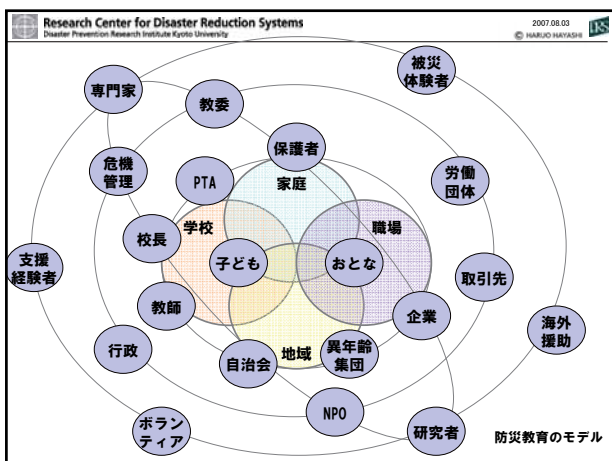 Research Center for Disaster Reduction Systems
Disaster Prevention Research Institute Kyoto University
2007.08.03
© HARUO HAYASHI
DRS
被災
体験者
専門家
教委
保護者
危機
管理
PTA
家庭
労働
団体
学校
職場
校長
子ども
おとな
支援
経験者
取引先
教師
企業
海外
援助
行政
自治会
地域
異年齢
集団
ボラン
ティア
NPO
研究者
防災教育のモデル